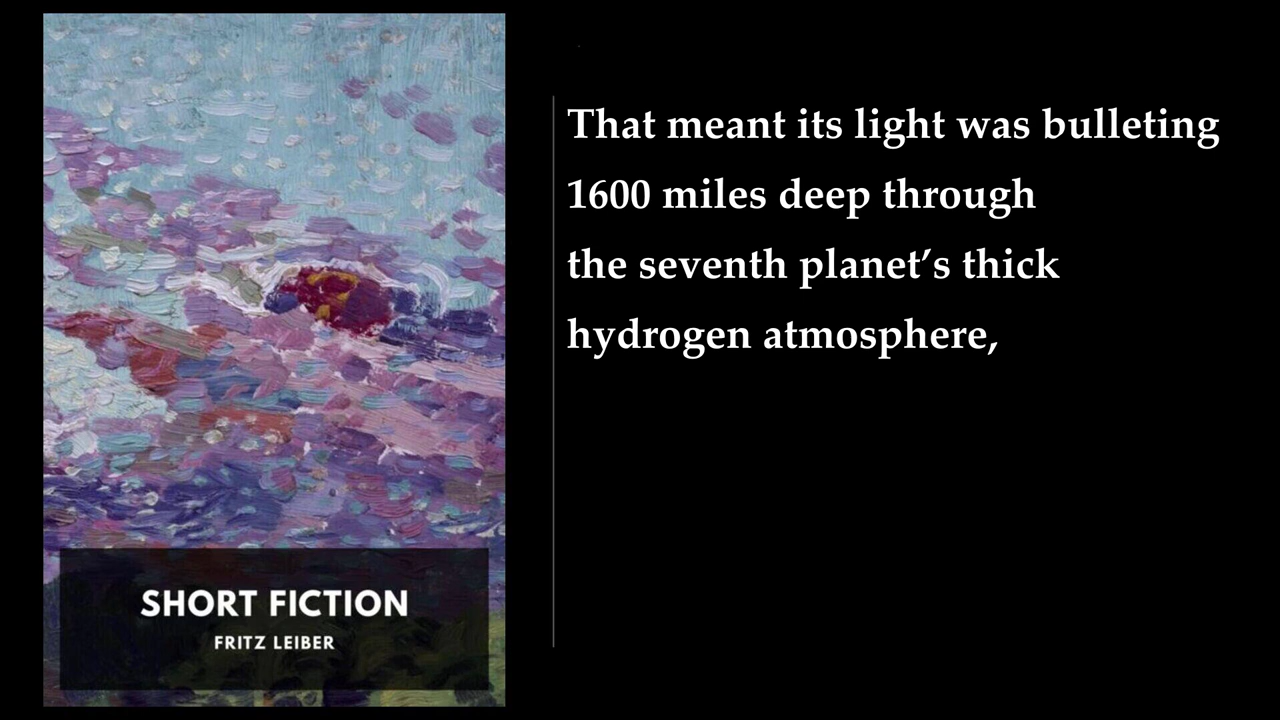 SHORT FICTION
FRITZ LEIBER
That meant its light was bulleting
1600 miles deep through
the seventh planet’s thick
hydrogen atmosphere,